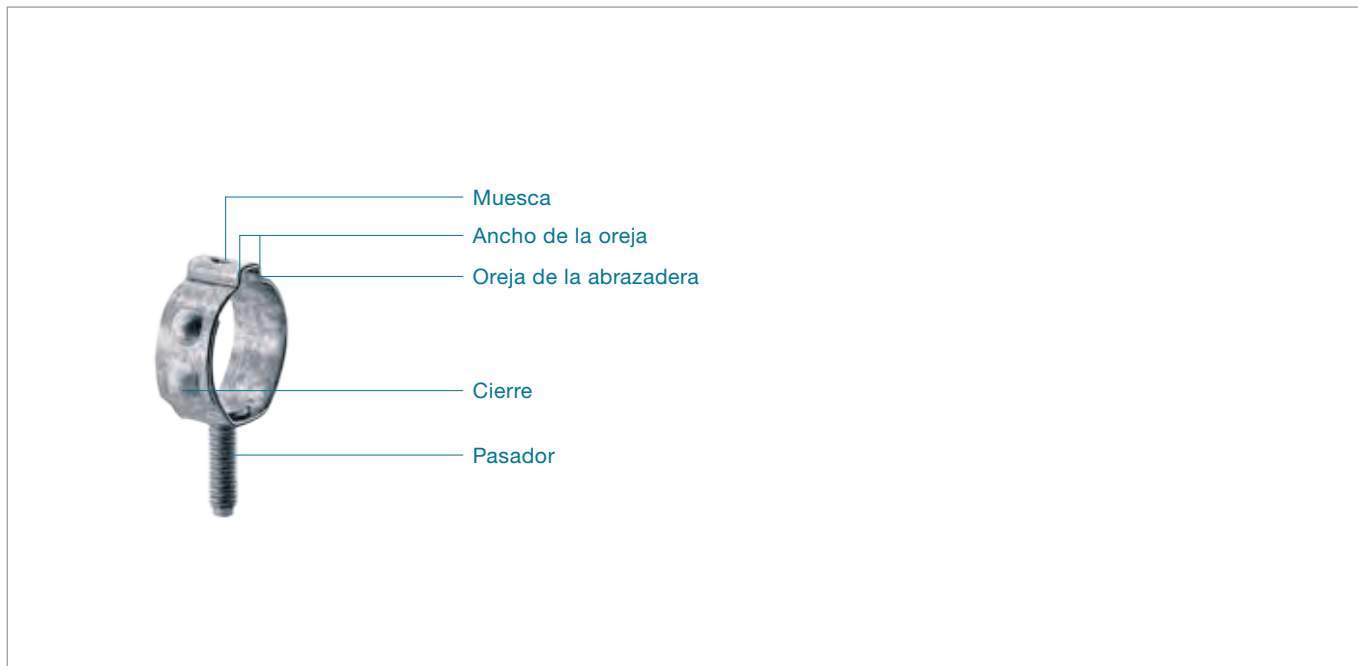 Muesca
Ancho de la oreja
Oreja de la abrazadera
Cierre
Pasador